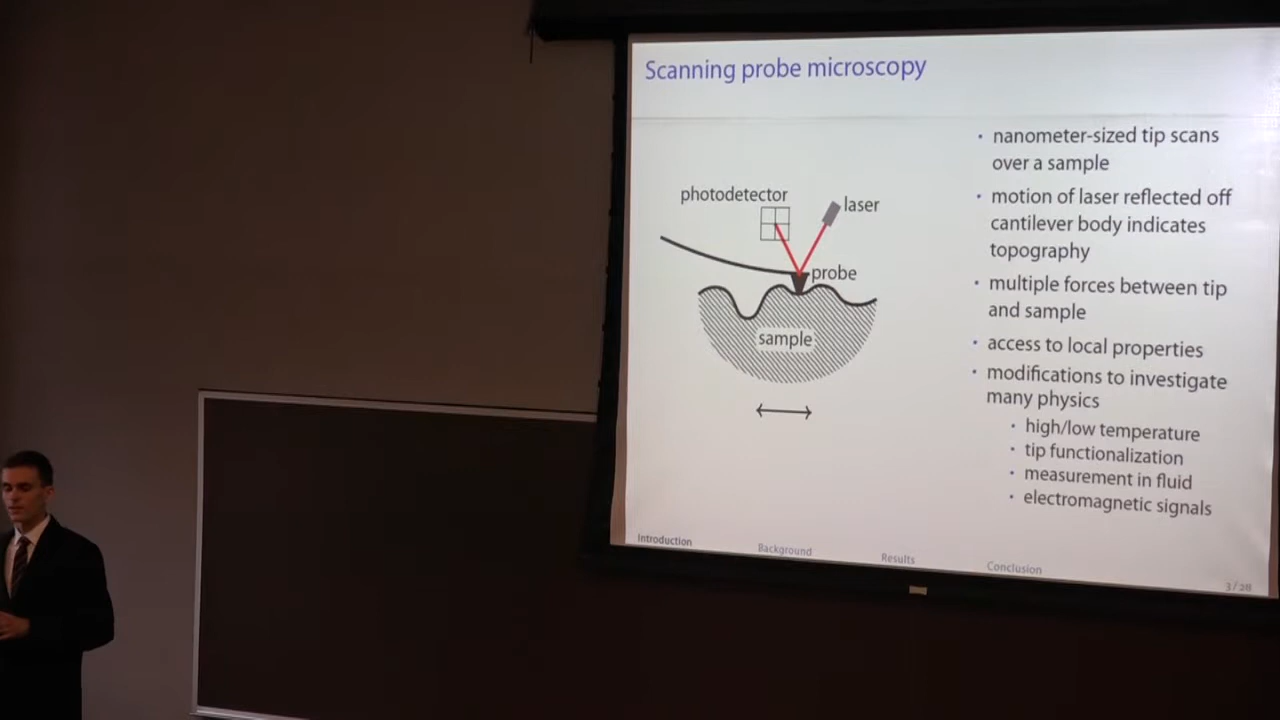 Scanning probe microscopy
photodetector
laser
probe
sample
• nanometer-sized tip scans
over a sample
• motion of laser reflected off
cantilever body indicates
topography
• multiple forces between tip
and sample
• access to local properties
• modifications to investigate
many physics
• high/low temperature
• tip functionalization
• measurement in fluid
• electromagnetic signals
Introduction Background Results Conclusion
3/28